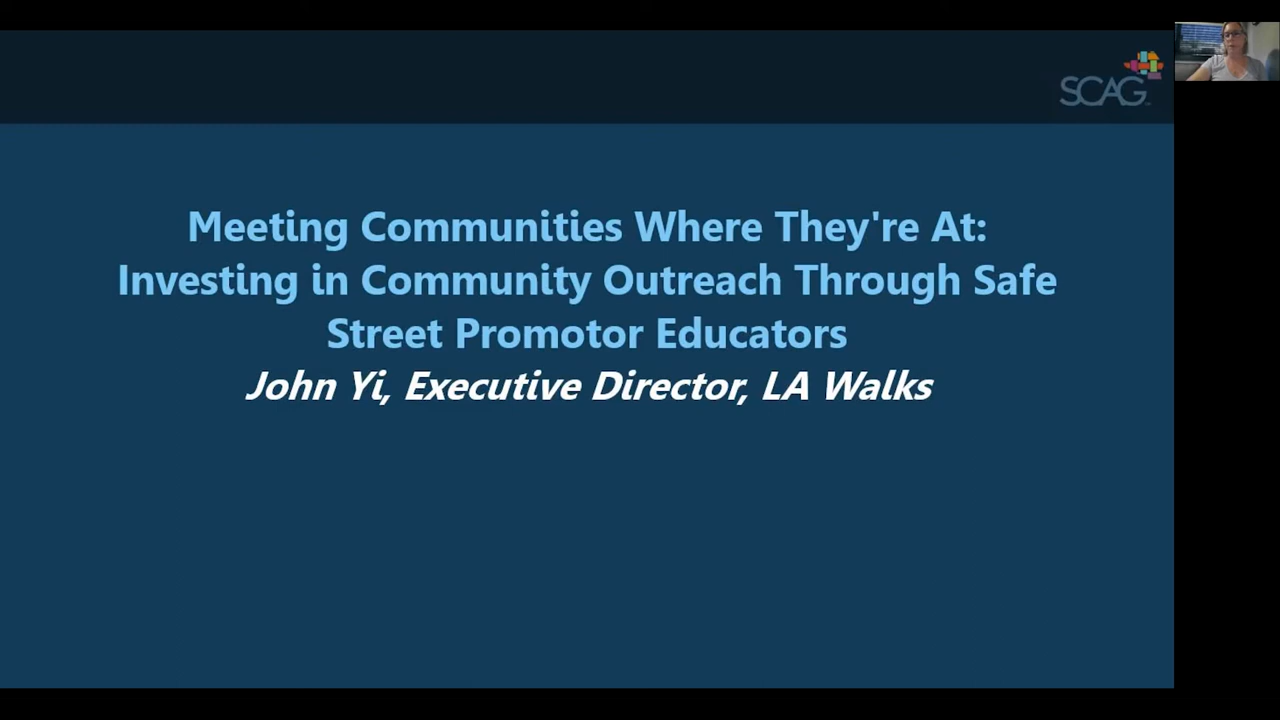 SCAG
Meeting Communities Where They're At:
Investing in Community Outreach Through Safe
Street Promotor Educators
John Yi, Executive Director, LA Walks